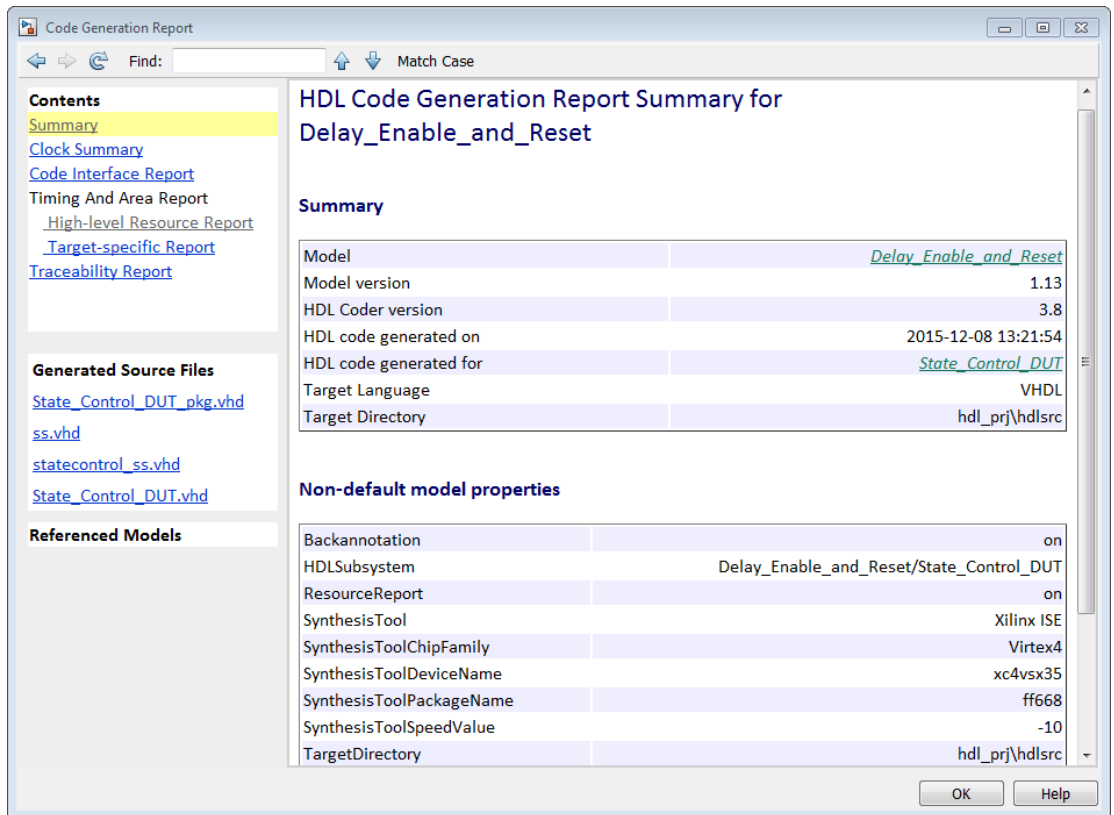 Code Generation Report
Find:
Match Case
Contents
Summary
Clock Summary
Code Interface Report
Timing And Area Report
High-level Resource Report
Target-specific Report
Traceability Report
Generated Source Files
State_Control_DUT_pkg.vhd
ss.vhd
statecontrol_ss.vhd
State_Control_DUT.vhd
Referenced Models
HDL Code Generation Report Summary for
Delay_Enable_and_Reset
Summary
Model Delay_Enable_and_Reset
Model version 1.13
HDL Coder version 3.8
HDL code generated on 2015-12-08 13:21:54
HDL code generated for State_Control_DUT
Target Language VHDL
Target Directory hdl_prj\hdlsrc
Non-default model properties
Backannotation on
HDLSubsystem Delay_Enable_and_Reset/State_Control_DUT
ResourceReport on
SynthesisTool Xilinx ISE
SynthesisToolChipFamily Virtex4
SynthesisToolDeviceName xc4vsx35
SynthesisToolPackageName ff668
SynthesisToolSpeedValue -10
TargetDirectory hdl_prj\hdlsrc
OK
Help